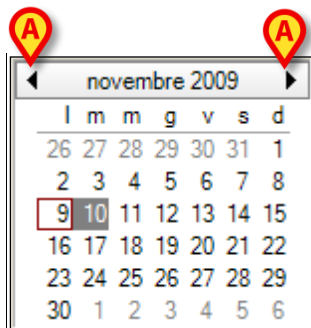 A A
novembre 2009
l m m g v s d
26 27 28 29 30 31 1
2 3 4 5 6 7 8
9 10 11 12 13 14 15
16 17 18 19 20 21 22
23 24 25 26 27 28 29
30 1 2 3 4 5 6